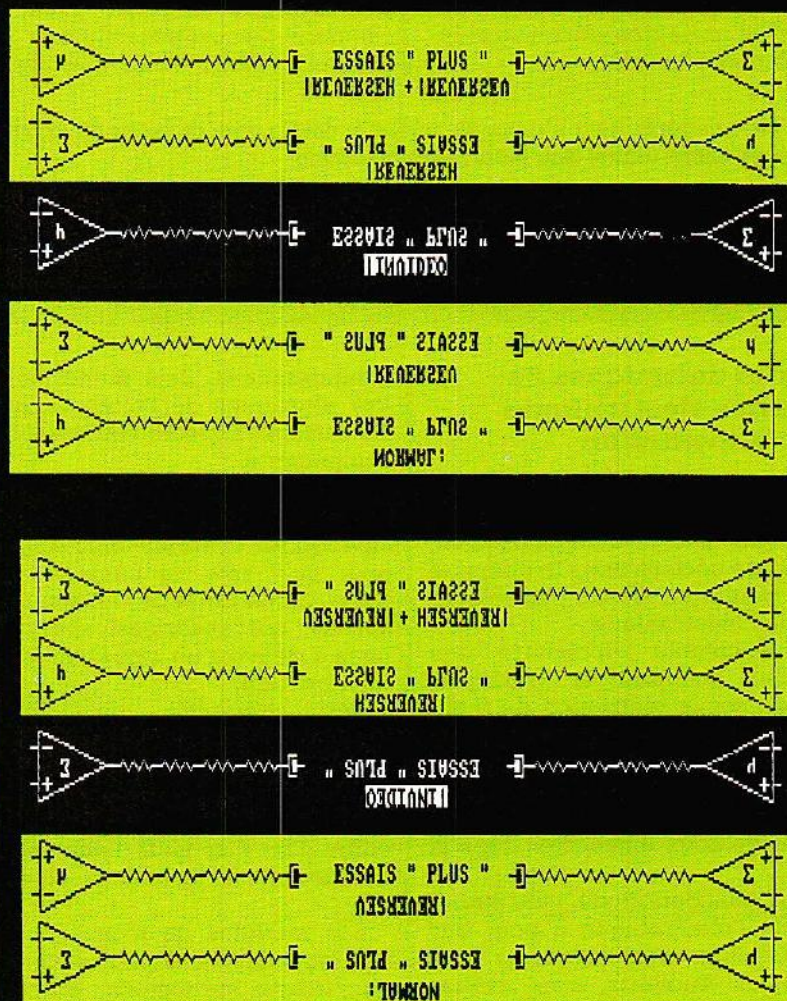 μ ESSAIS " PLUS " Σ
|REVERSEH + |REVERSEV
Σ ESSAIS " PLUS " μ
|REVERSEH
μ ESSAIS " PLUS " Σ
|INVIDEO
Σ ESSAIS " PLUS " μ
|REVERSEV
μ ESSAIS " PLUS " Σ
NORMAL:
Σ ESSAIS " PLUS " μ
|REVERSEH + |REVERSEV
μ ESSAIS " PLUS " Σ
|REVERSEH
Σ ESSAIS " PLUS " μ
|INVIDEO
μ ESSAIS " PLUS " Σ
|REVERSEV
Σ ESSAIS " PLUS " μ
NORMAL: